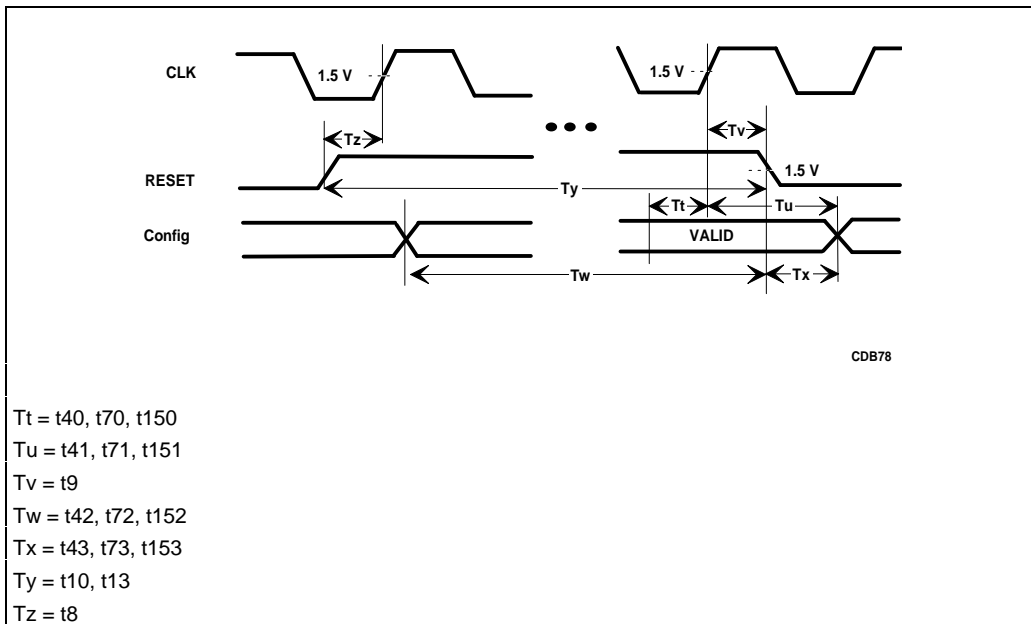 CLK
1.5 V
1.5 V
Tz
Tv
RESET
1.5 V
Ty
Tt
Tu
Config
VALID
Tw
Tx
CDB78
Tt = t40, t70, t150
Tu = t41, t71, t151
Tv = t9
Tw = t42, t72, t152
Tx = t43, t73, t153
Ty = t10, t13
Tz = t8